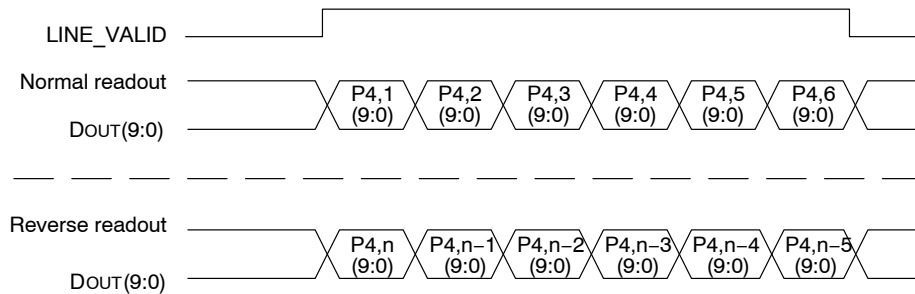 LINE_VALID
Normal readout
P4,1 P4,2 P4,3 P4,4 P4,5 P4,6
(9:0) (9:0) (9:0) (9:0) (9:0) (9:0)
DOUT(9:0)
Reverse readout
P4,n P4,n−1 P4,n−2 P4,n−3 P4,n−4 P4,n−5
(9:0) (9:0) (9:0) (9:0) (9:0) (9:0)
DOUT(9:0)